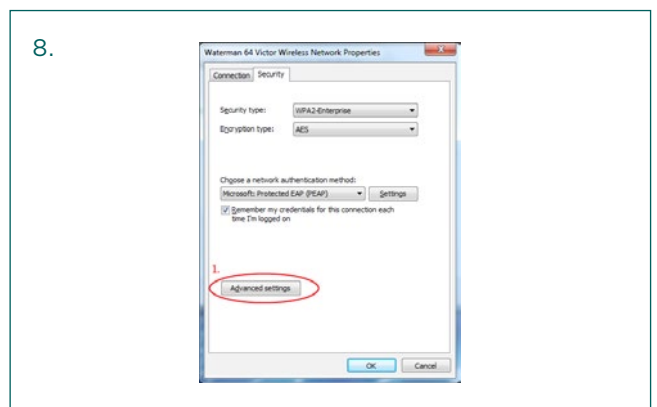 8.
Waterman 64 Victor Wireless Network Properties
Connection Security
Security type: WPA2-Enterprise
Encryption type: AES
Choose a network authentication method:
Microsoft: Protected EAP (PEAP) Settings
Remember my credentials for this connection each
time I'm logged on
1.
Advanced settings
OK Cancel